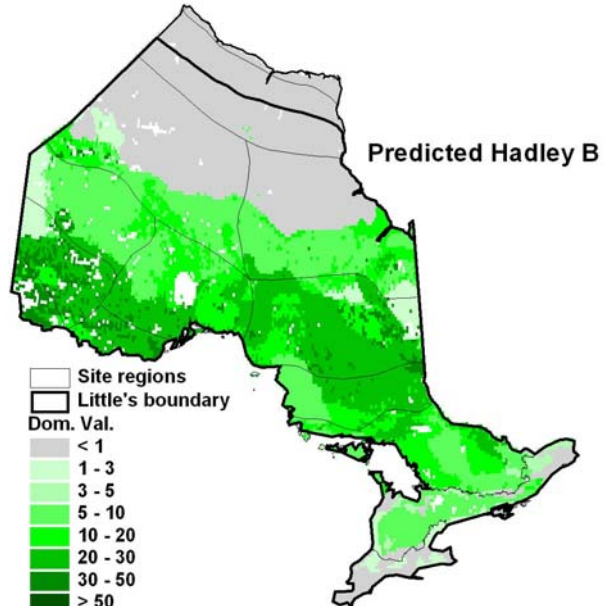 Predicted Hadley B
Site regions
Little's boundary
Dom. Val.
< 1
1 - 3
3 - 5
5 - 10
10 - 20
20 - 30
30 - 50
> 50